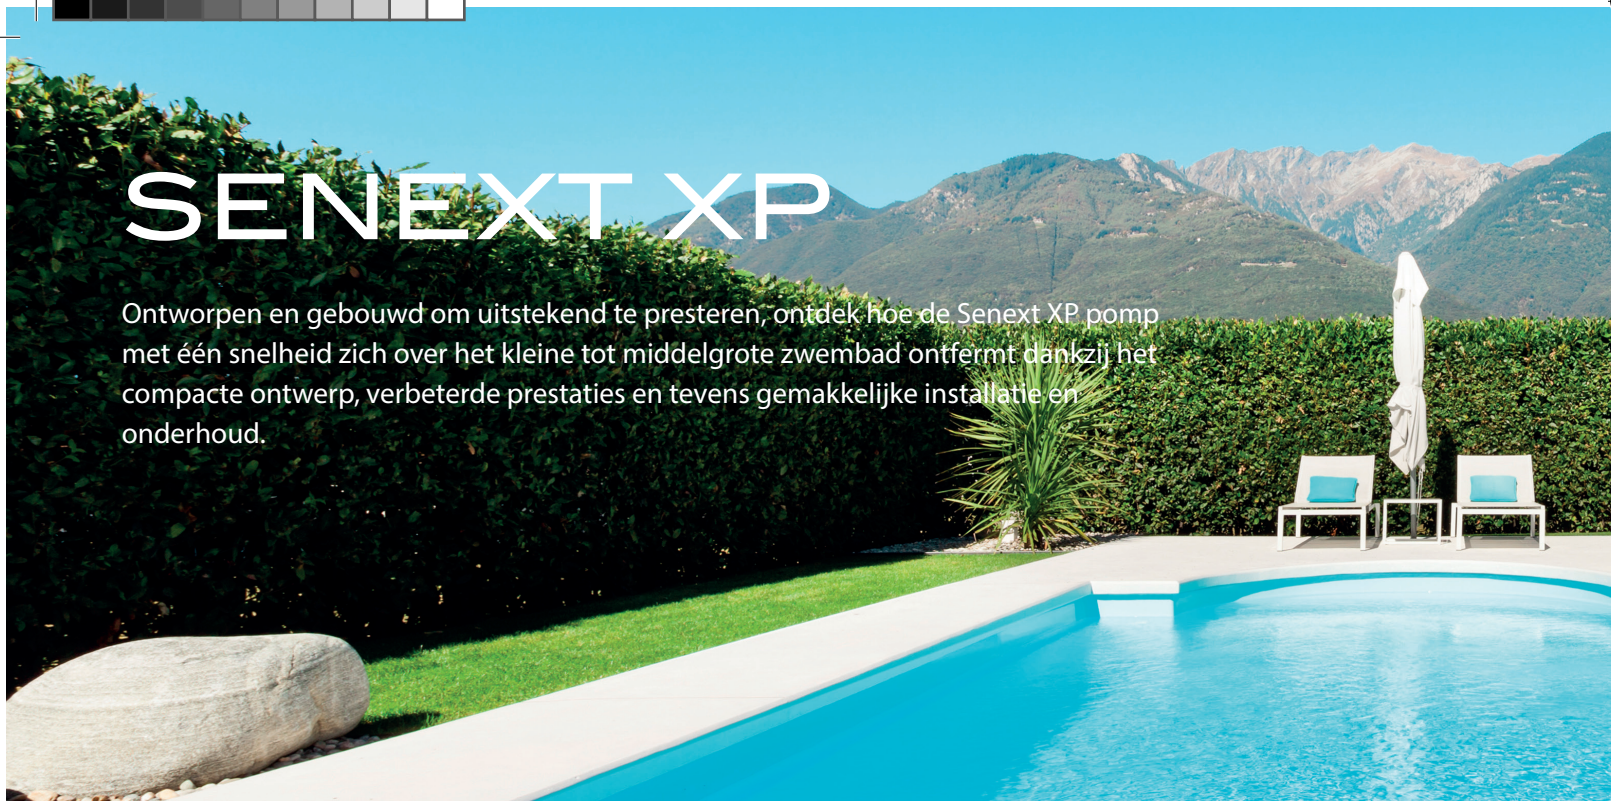 SENEXT XP
Ontworpen en gebouwd om uitstekend te presteren, ontdek hoe de Senext XP pomp
met één snelheid zich over het kleine tot middelgrote zwembad ontfermt dankzij het
compacte ontwerp, verbeterde prestaties en tevens gemakkelijke installatie en
onderhoud.